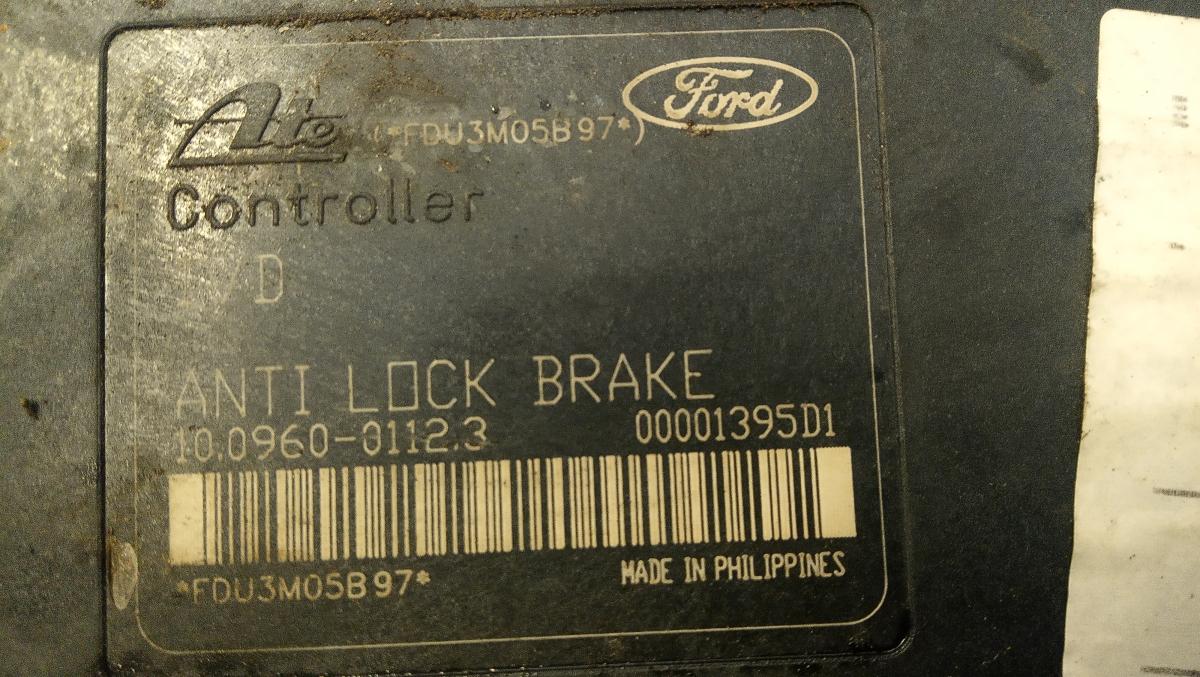 Ate (*FDU3M05B97*) Ford
Controller
D
ANTI LOCK BRAKE
10.0960-0112.3 00001395D1
*FDU3M05B97* MADE IN PHILIPPINES